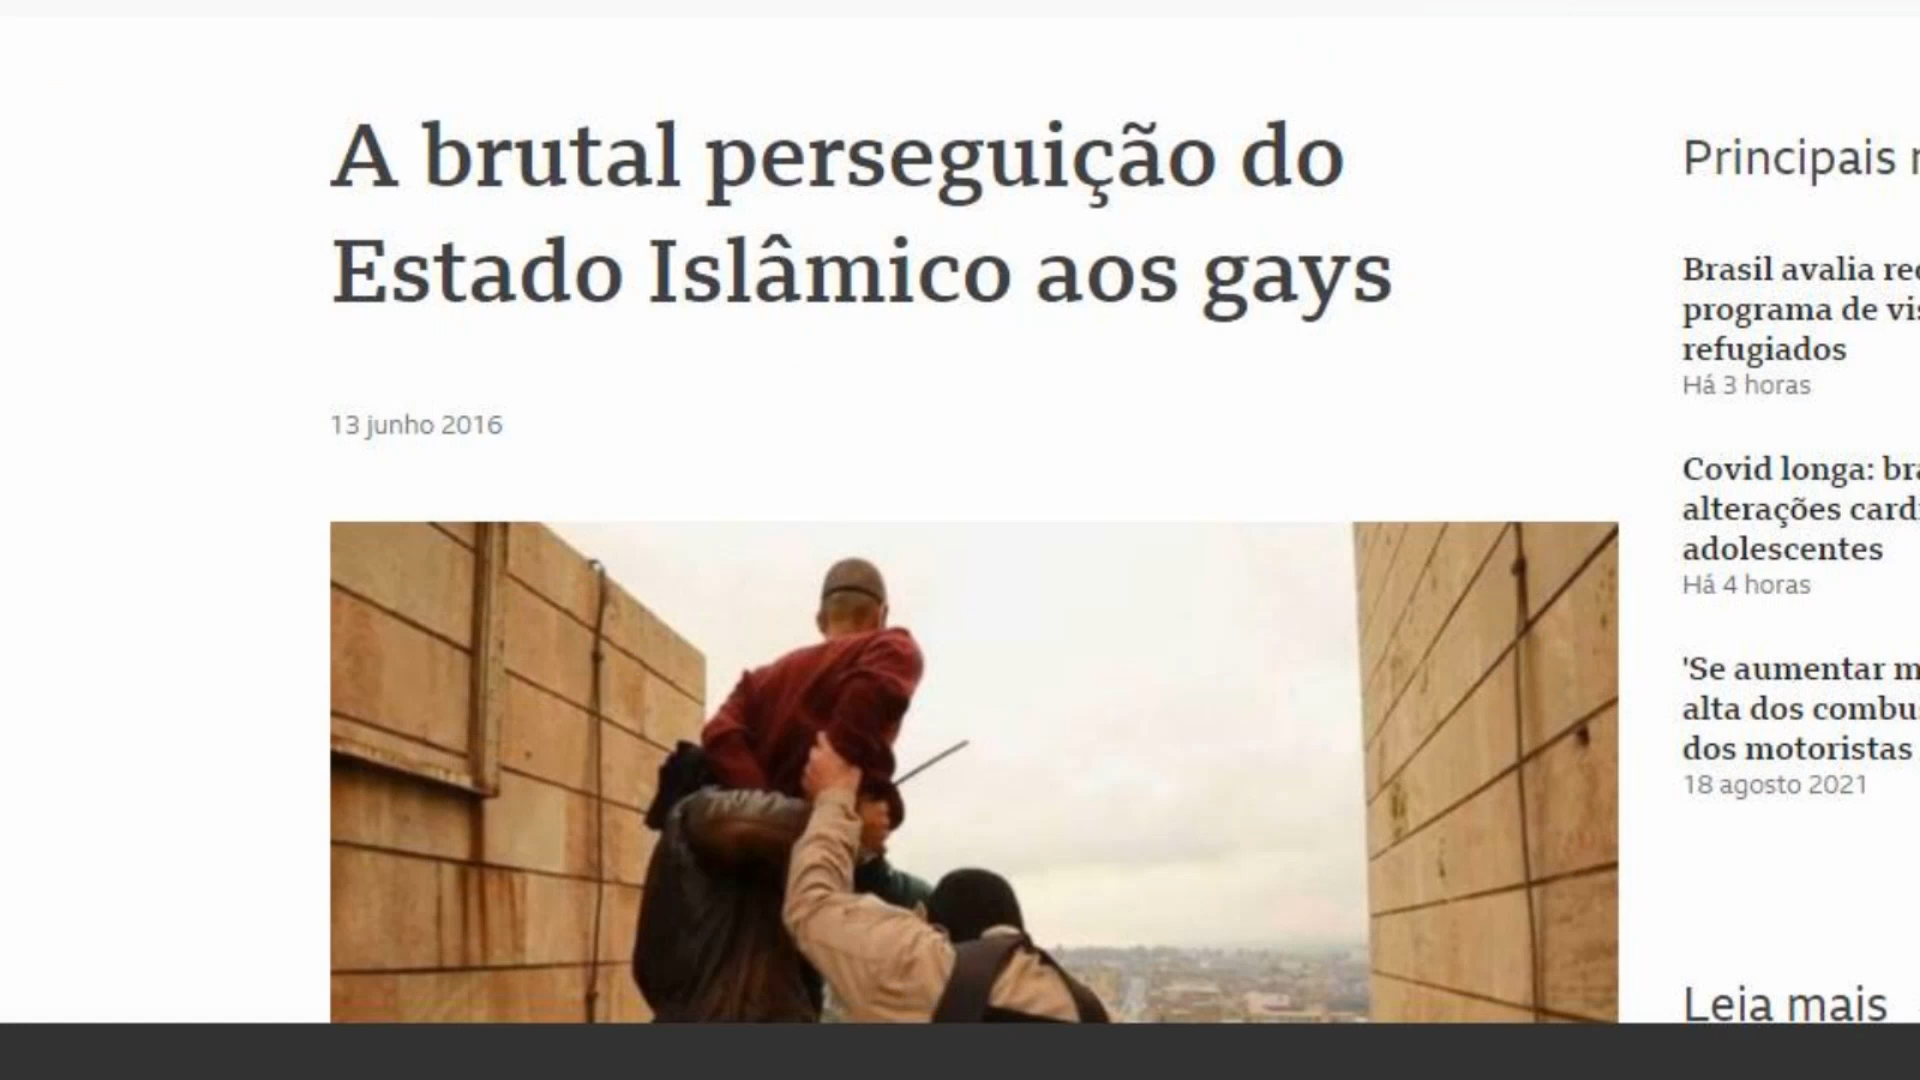 A brutal perseguição do
Estado Islâmico aos gays
13 junho 2016
Principais
Brasil avalia
programa de
refugiados
Há 3 horas
Covid longa:
alterações
adolescentes
Há 4 horas
'Se aumentar
alta dos
dos motoristas
18 agosto 2021
Leia mais